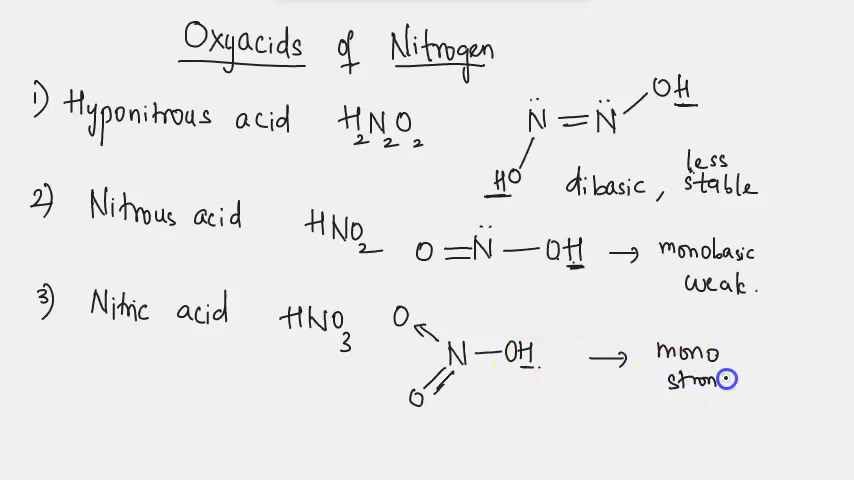 Oxyacids of Nitrogen
1) Hyponitrous acid H₂N₂O₂
N̈ = N̈ OH
HO
dibasic, less stable
2) Nitrous acid HNO₂ O = N̈ — OH → monobasic
weak.
3) Nitric acid HNO₃
O
N — OH → mono
O
stron